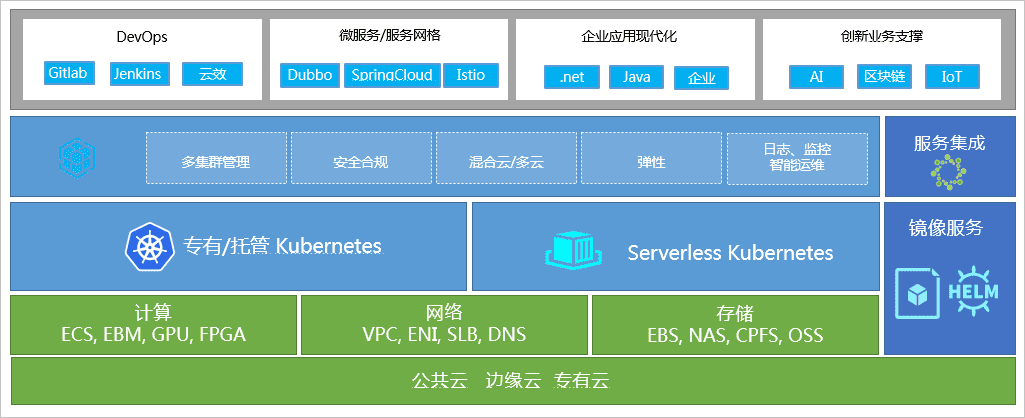 DevOps
Gitlab
Jenkins
云效
微服务/服务网格
Dubbo
SpringCloud
Istio
企业应用现代化
.net
Java
企业
创新业务支撑
AI
区块链
IoT
多集群管理
安全合规
混合云/多云
弹性
日志、监控
智能运维
服务集成
专有/托管 Kubernetes
Serverless Kubernetes
镜像服务
HELM
计算
ECS, EBM, GPU, FPGA
网络
VPC, ENI, SLB, DNS
存储
EBS, NAS, CPFS, OSS
公共云 边缘云 专有云